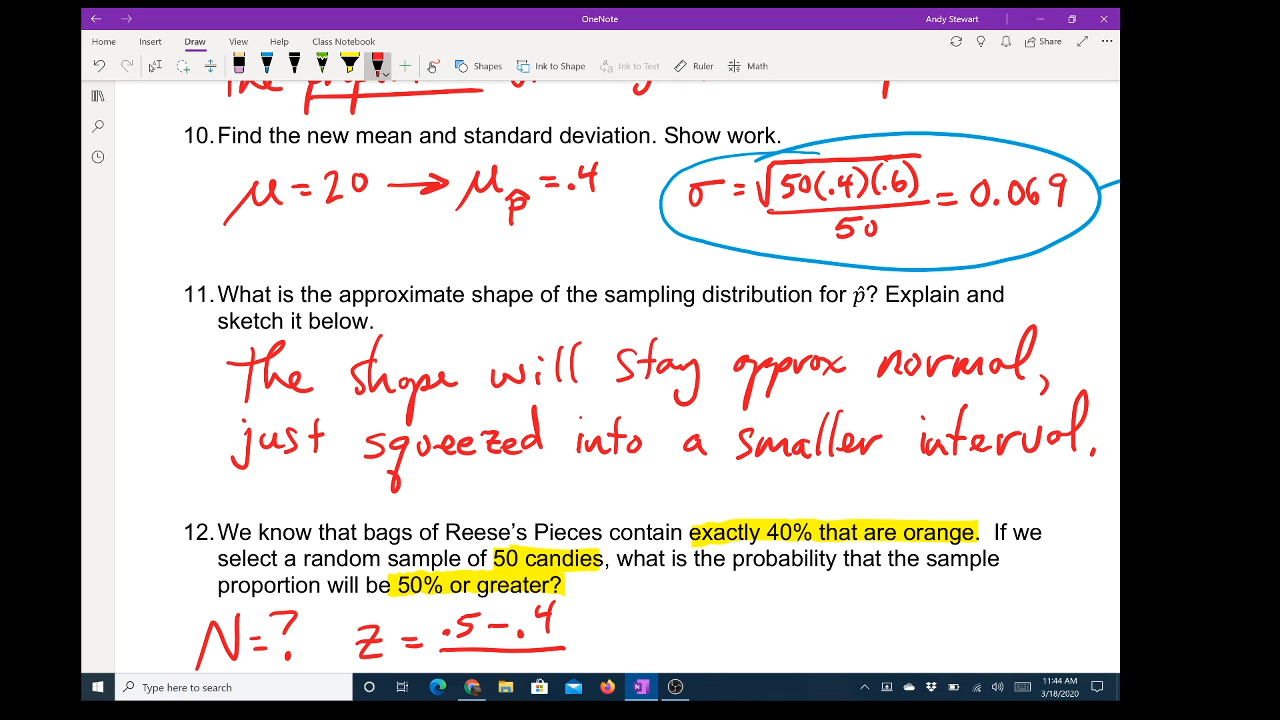 OneNote
Andy Stewart
Home Insert Draw View Help Class Notebook Share
Shapes Ink to Shape Ink to Text Ruler Math
The
10. Find the new mean and standard deviation. Show work.
μ = 20 → μp̂ = .4 σ = √50(.4)(.6) / 50 = 0.069
11. What is the approximate shape of the sampling distribution for p̂? Explain and
sketch it below.
The shape will stay approx normal,
just squeezed into a smaller interval.
12. We know that bags of Reese's Pieces contain exactly 40% that are orange. If we
select a random sample of 50 candies, what is the probability that the sample
proportion will be 50% or greater?
N=? z = .5 - .4
Type here to search
11:44 AM
3/18/2020